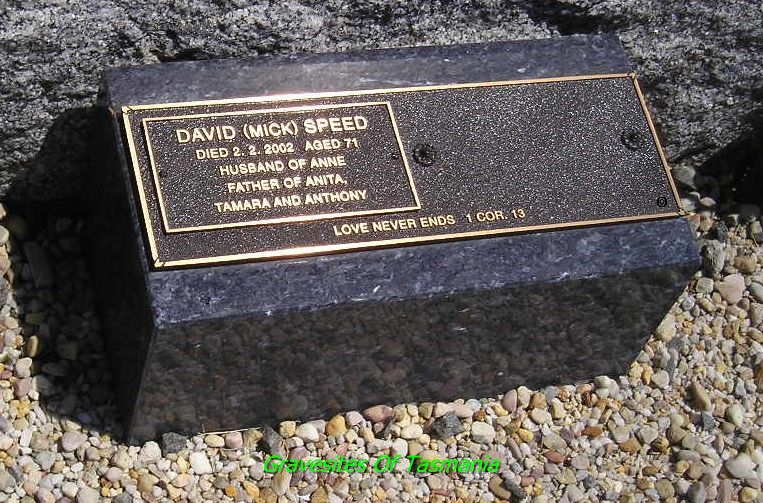 DAVID (MICK) SPEED
DIED 2. 2. 2002 AGED 71
HUSBAND OF ANNE
FATHER OF ANITA,
TAMARA AND ANTHONY
LOVE NEVER ENDS 1 COR. 13
Gravesites Of Tasmania